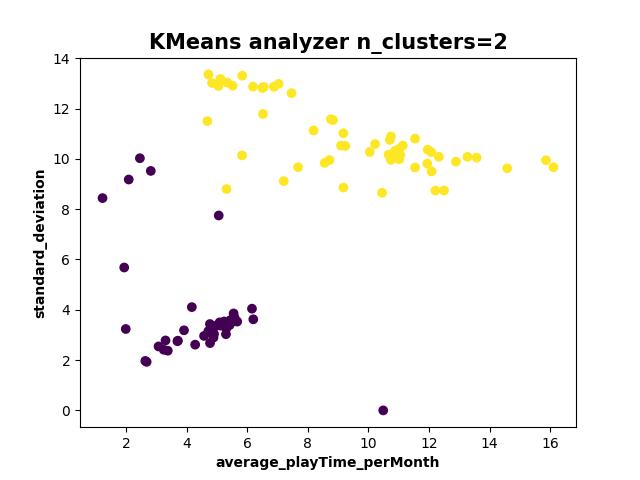 KMeans analyzer n_clusters=2
14
12
10
8
6
4
2
0
standard_deviation
2 4 6 8 10 12 14 16
average_playTime_perMonth